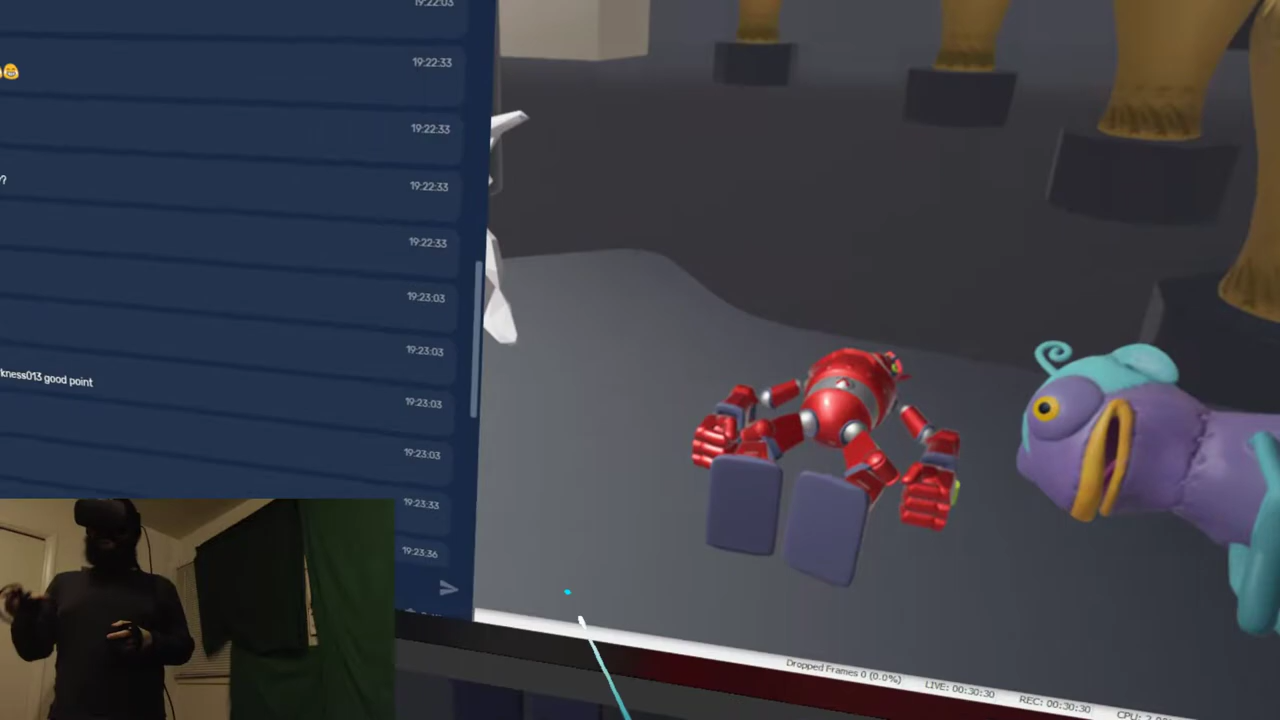 19:22:03
19:22:33
19:22:33
?
19:22:33
19:22:33
19:23:03
19:23:03
kness013 good point
19:23:03
19:23:03
19:23:33
19:23:36
Dropped Frames 0 (0.0%)
LIVE: 00:30:30
REC: 00:30:30
CPU: